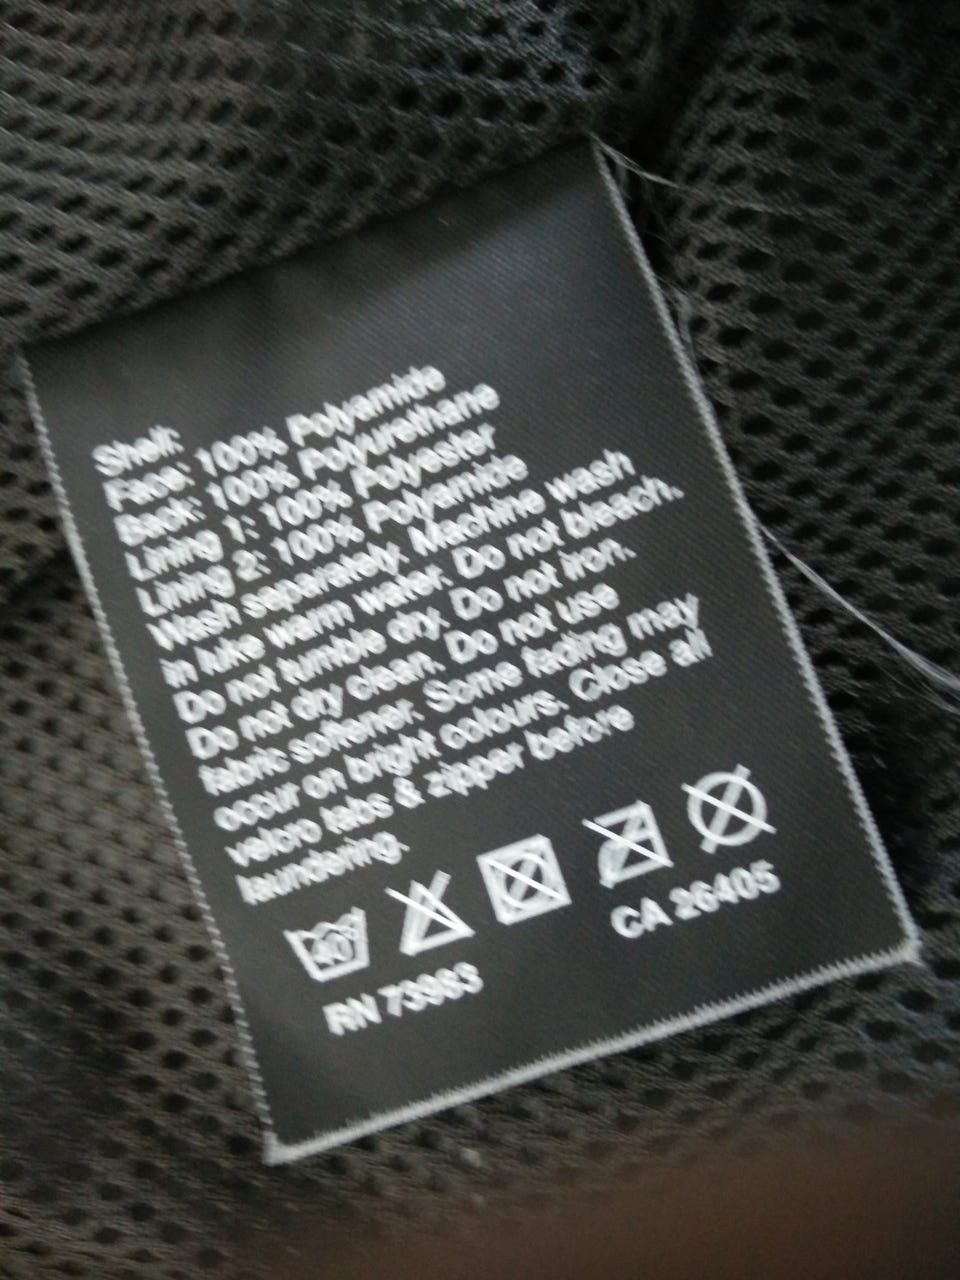 Shell:
Face: 100% Polyamide
Back: 100% Polyurethane
Lining 1: 100% Polyester
Lining 2: 100% Polyamide
Wash separately. Machine wash
in luke warm water. Do not bleach.
Do not tumble dry. Do not iron.
Do not dry clean. Do not use
fabric softener. Some fading may
occur on bright colours. Close all
velcro tabs & zipper before
laundering.
40°
RN 73983 CA 26405